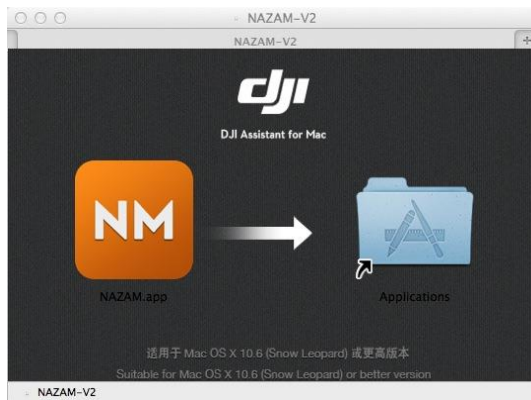 NAZAM-V2
NAZAM-V2
dji
DJI Assistant for Mac
NM
NAZAM.app
Applications
适用于 Mac OS X 10.6 (Snow Leopard) 或更高版本
Suitable for Mac OS X 10.6 (Snow Leopard) or better version
NAZAM-V2